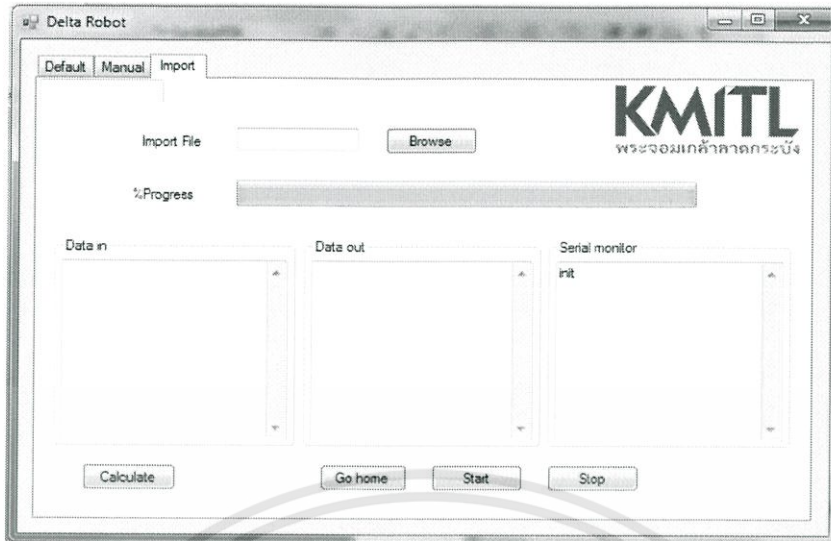 Delta Robot
Default Manual Import
KMITL
พระจอมเกล้าลาดกระบัง
Import File Browse
%Progress
Data in Data out Serial monitor
init
Calculate Go home Start Stop